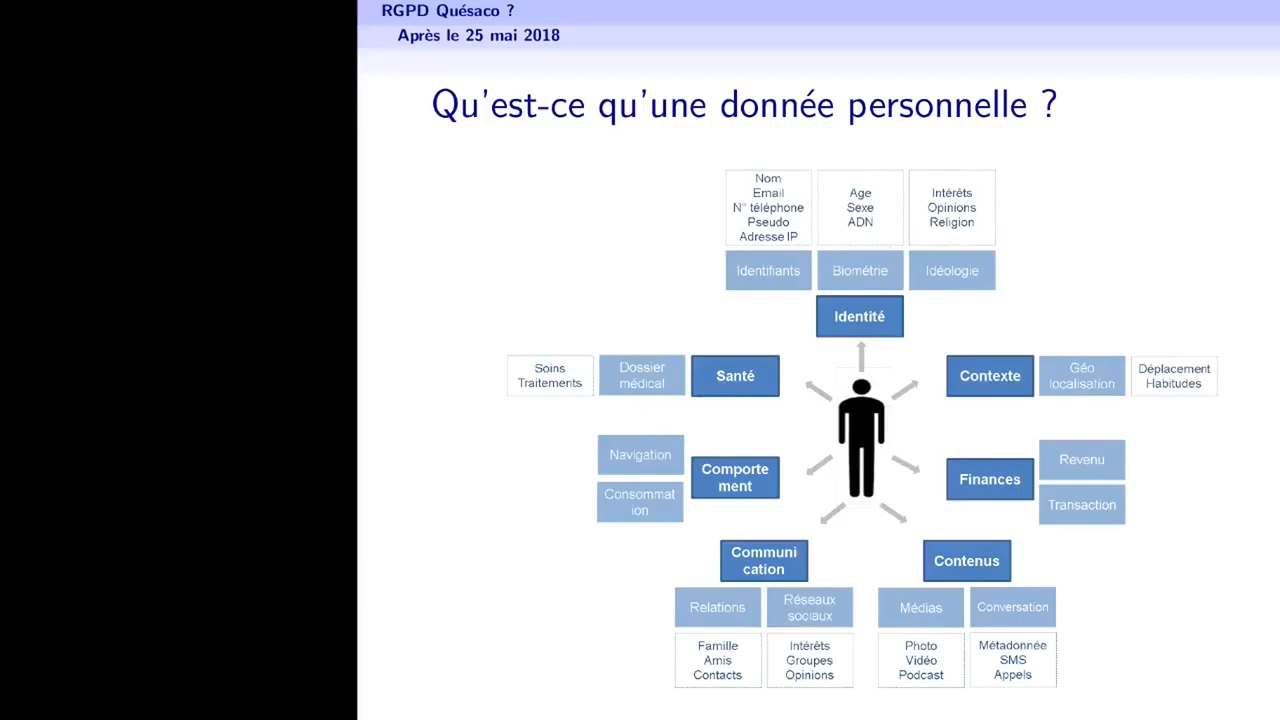 RGPD Quésaco ?
Après le 25 mai 2018
Qu'est-ce qu'une donnée personnelle ?
Nom
Email
N° téléphone
Pseudo
Adresse IP
Age
Sexe
ADN
Intérêts
Opinions
Religion
Identifiants
Biométrie
Idéologie
Identité
Soins
Traitements
Dossier
médical
Santé
Contexte
Géo
localisation
Déplacement
Habitudes
Navigation
Consommat
ion
Comporte
ment
Finances
Revenu
Transaction
Communi
cation
Contenus
Relations
Réseaux
sociaux
Médias
Conversation
Famille
Amis
Contacts
Intérêts
Groupes
Opinions
Photo
Vidéo
Podcast
Métadonnée
SMS
Appels